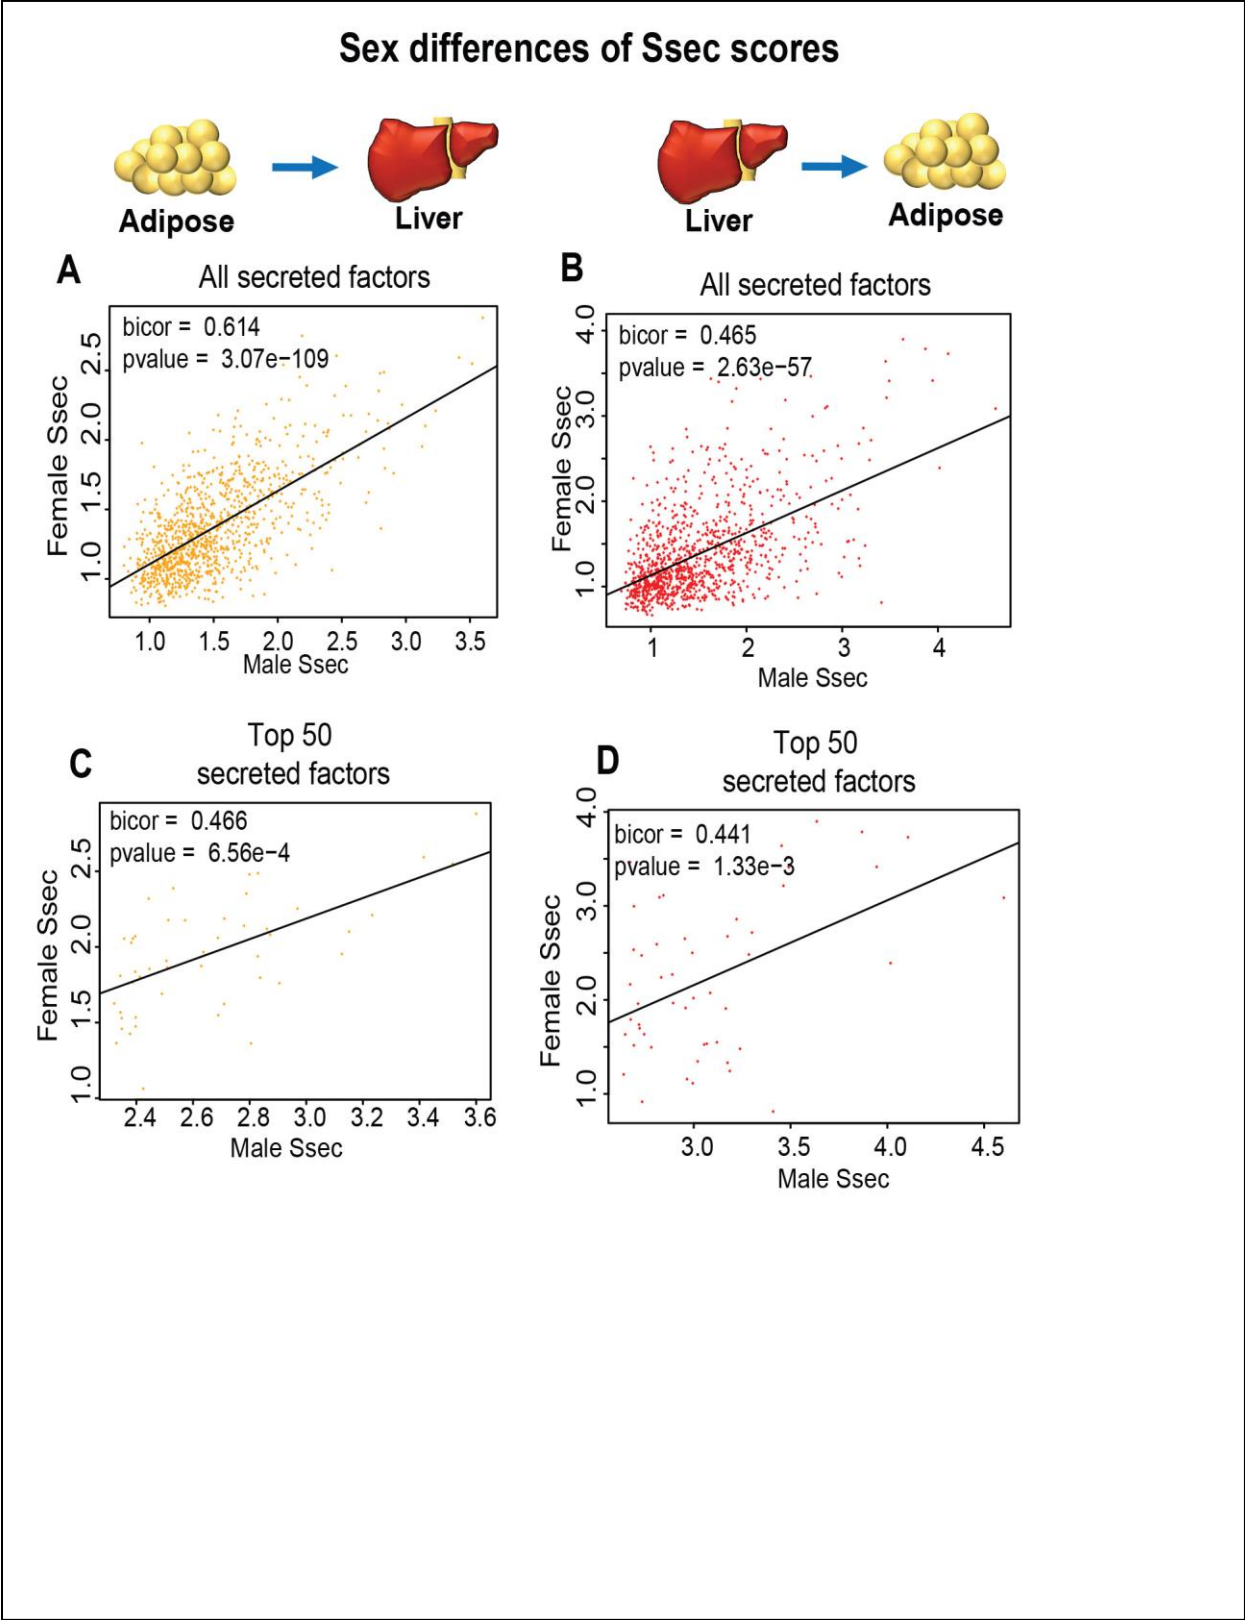 Sex differences of Ssec scores
Adipose
Liver
Liver
Adipose
A
All secreted factors
bicor = 0.614
pvalue = 3.07e−109
Female Ssec
1.0 1.5 2.0 2.5
1.0 1.5 2.0 2.5 3.0 3.5
Male Ssec
B
All secreted factors
bicor = 0.465
pvalue = 2.63e−57
Female Ssec
1.0 2.0 3.0 4.0
1 2 3 4
Male Ssec
C
Top 50
secreted factors
bicor = 0.466
pvalue = 6.56e−4
Female Ssec
1.0 1.5 2.0 2.5
2.4 2.6 2.8 3.0 3.2 3.4 3.6
Male Ssec
D
Top 50
secreted factors
bicor = 0.441
pvalue = 1.33e−3
Female Ssec
1.0 2.0 3.0 4.0
3.0 3.5 4.0 4.5
Male Ssec